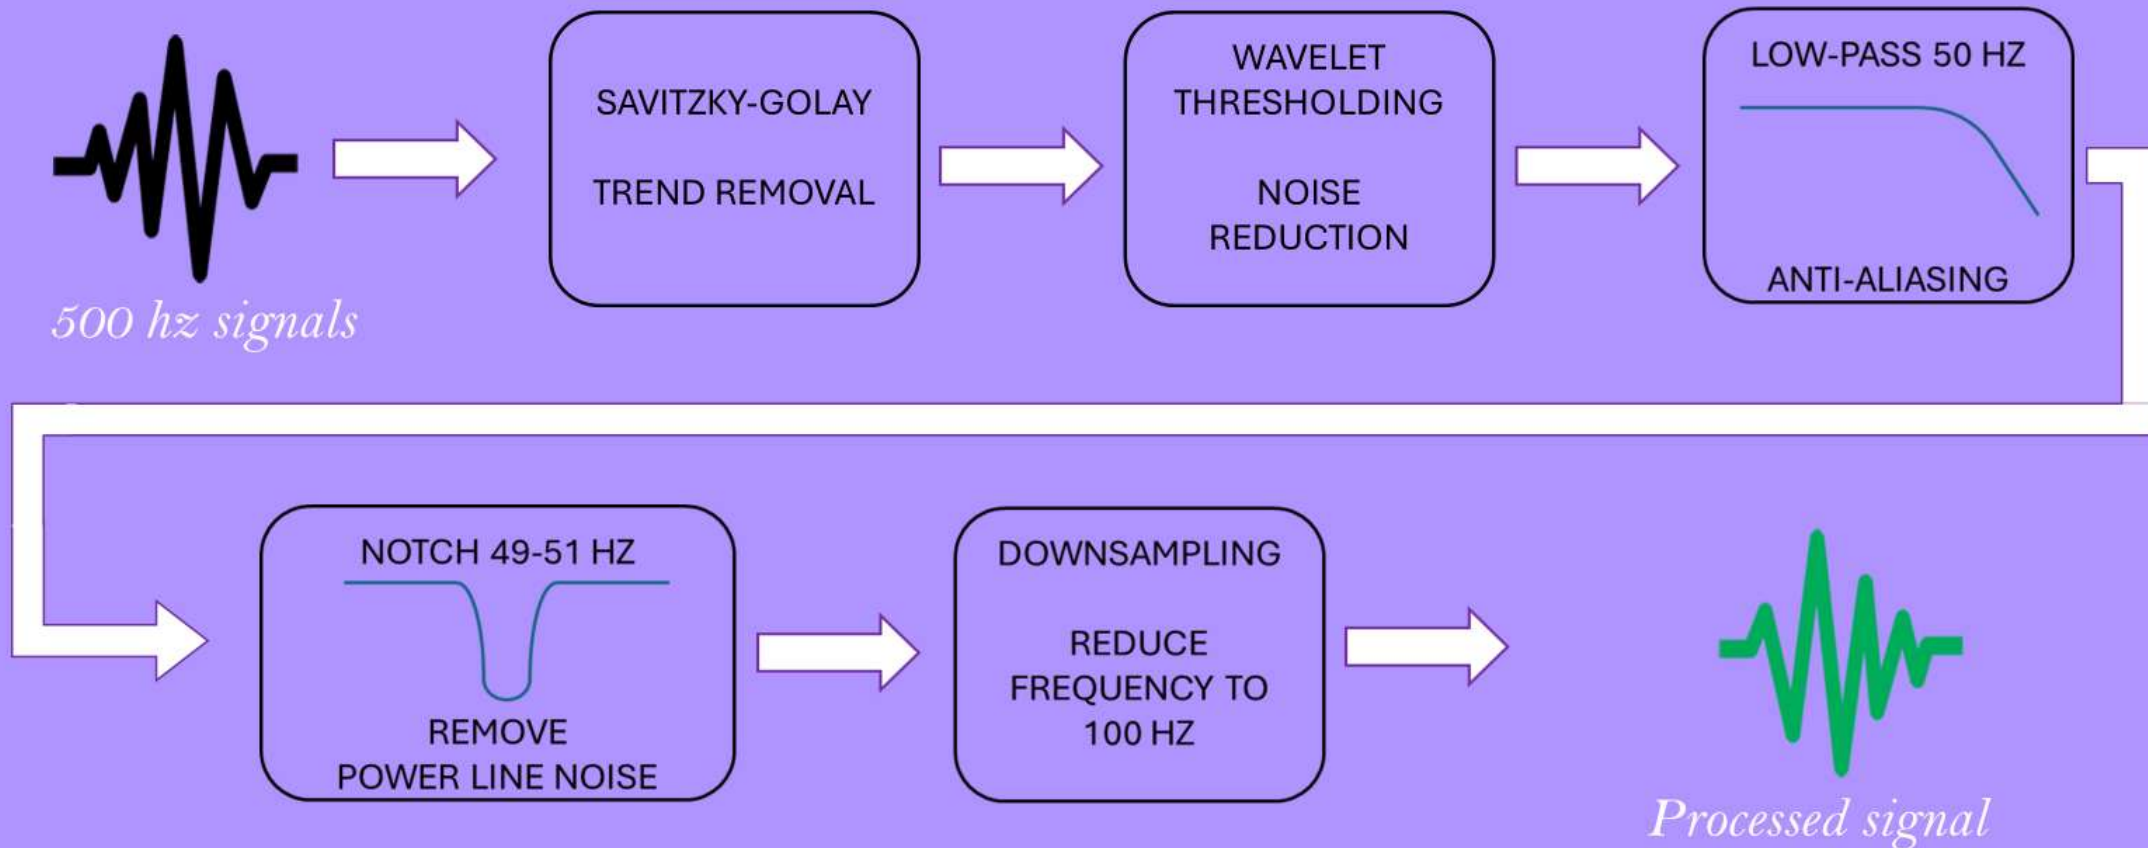 500 hz signals
SAVITZKY-GOLAY
TREND REMOVAL
WAVELET
THRESHOLDING
NOISE
REDUCTION
LOW-PASS 50 HZ
ANTI-ALIASING
NOTCH 49-51 HZ
REMOVE
POWER LINE NOISE
DOWNSAMPLING
REDUCE
FREQUENCY TO
100 HZ
Processed signal